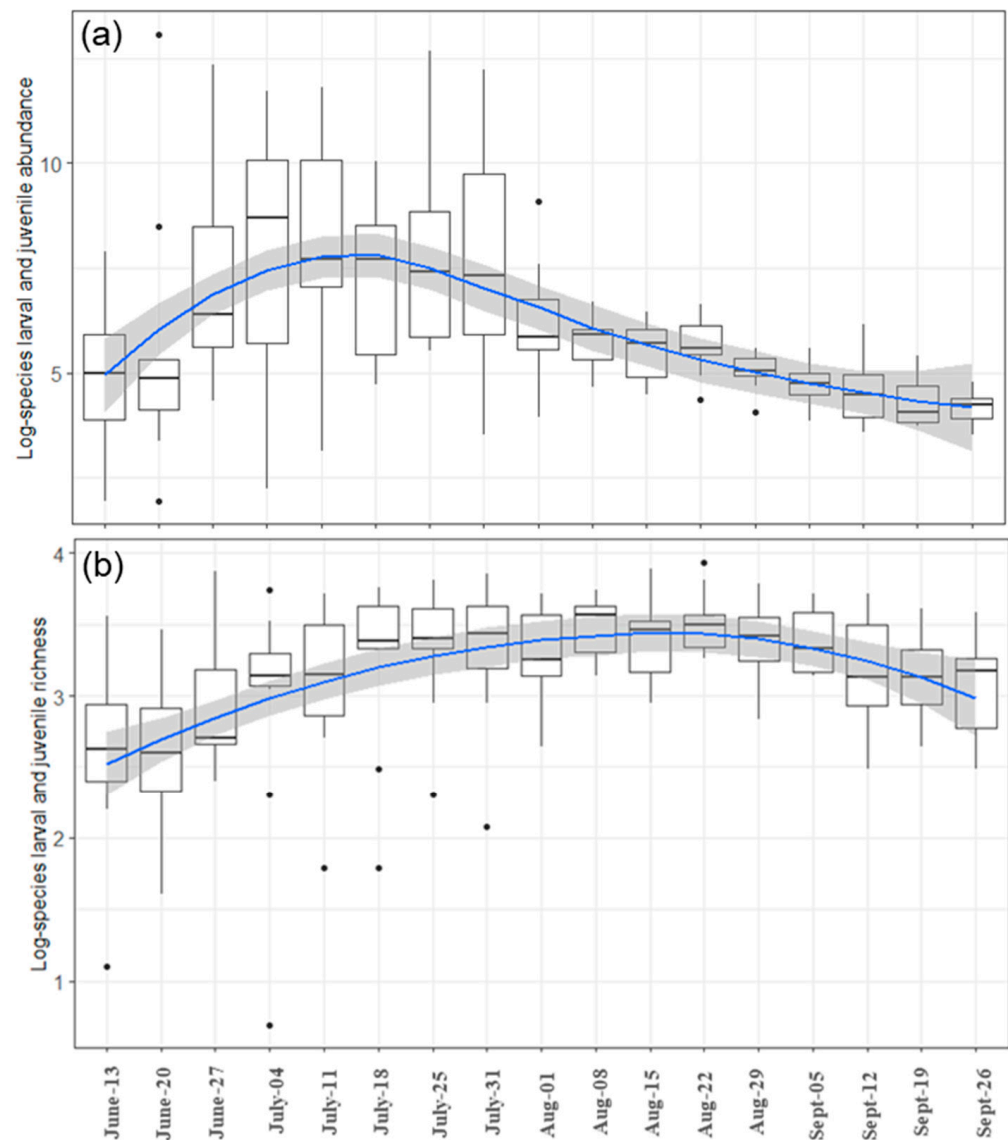 (a)
Log-species larval and juvenile abundance
10
5
(b)
Log-species larval and juvenile richness
4
3
2
1
June-13
June-20
June-27
July-04
July-11
July-18
July-25
July-31
Aug-01
Aug-08
Aug-15
Aug-22
Aug-29
Sept-05
Sept-12
Sept-19
Sept-26